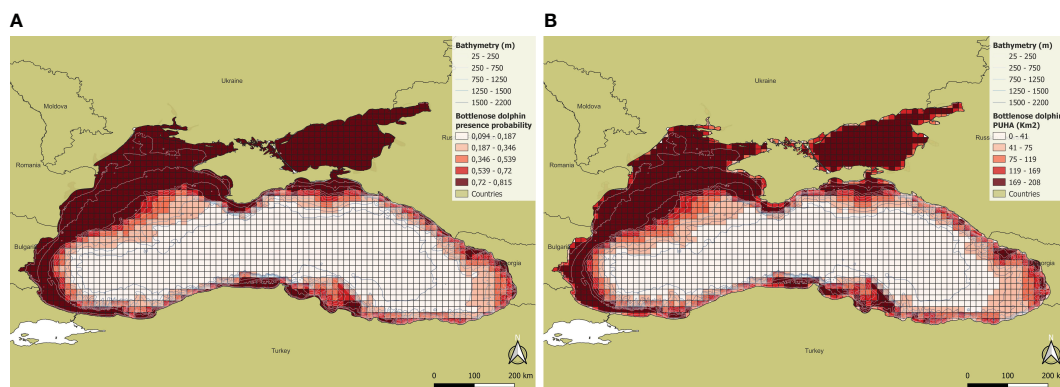 A
Bathymetry (m)
25 - 250
250 - 750
750 - 1250
1250 - 1500
1500 - 2200
Bottlenose dolphin
presence probability
0,094 - 0,187
0,187 - 0,346
0,346 - 0,539
0,539 - 0,72
0,72 - 0,815
Countries
Ukraine
Moldova
Romania
Rus
Bulgaria
orgia
Turkey
N
0 100 200 km
B
Bathymetry (m)
25 - 250
250 - 750
750 - 1250
1250 - 1500
1500 - 2200
Bottlenose dolphin
PUHA (Km2)
0 - 41
41 - 75
75 - 119
119 - 169
169 - 208
Countries
Ukraine
Moldova
Romania
Rus
Bulgaria
orgia
Turkey
N
0 100 200 km